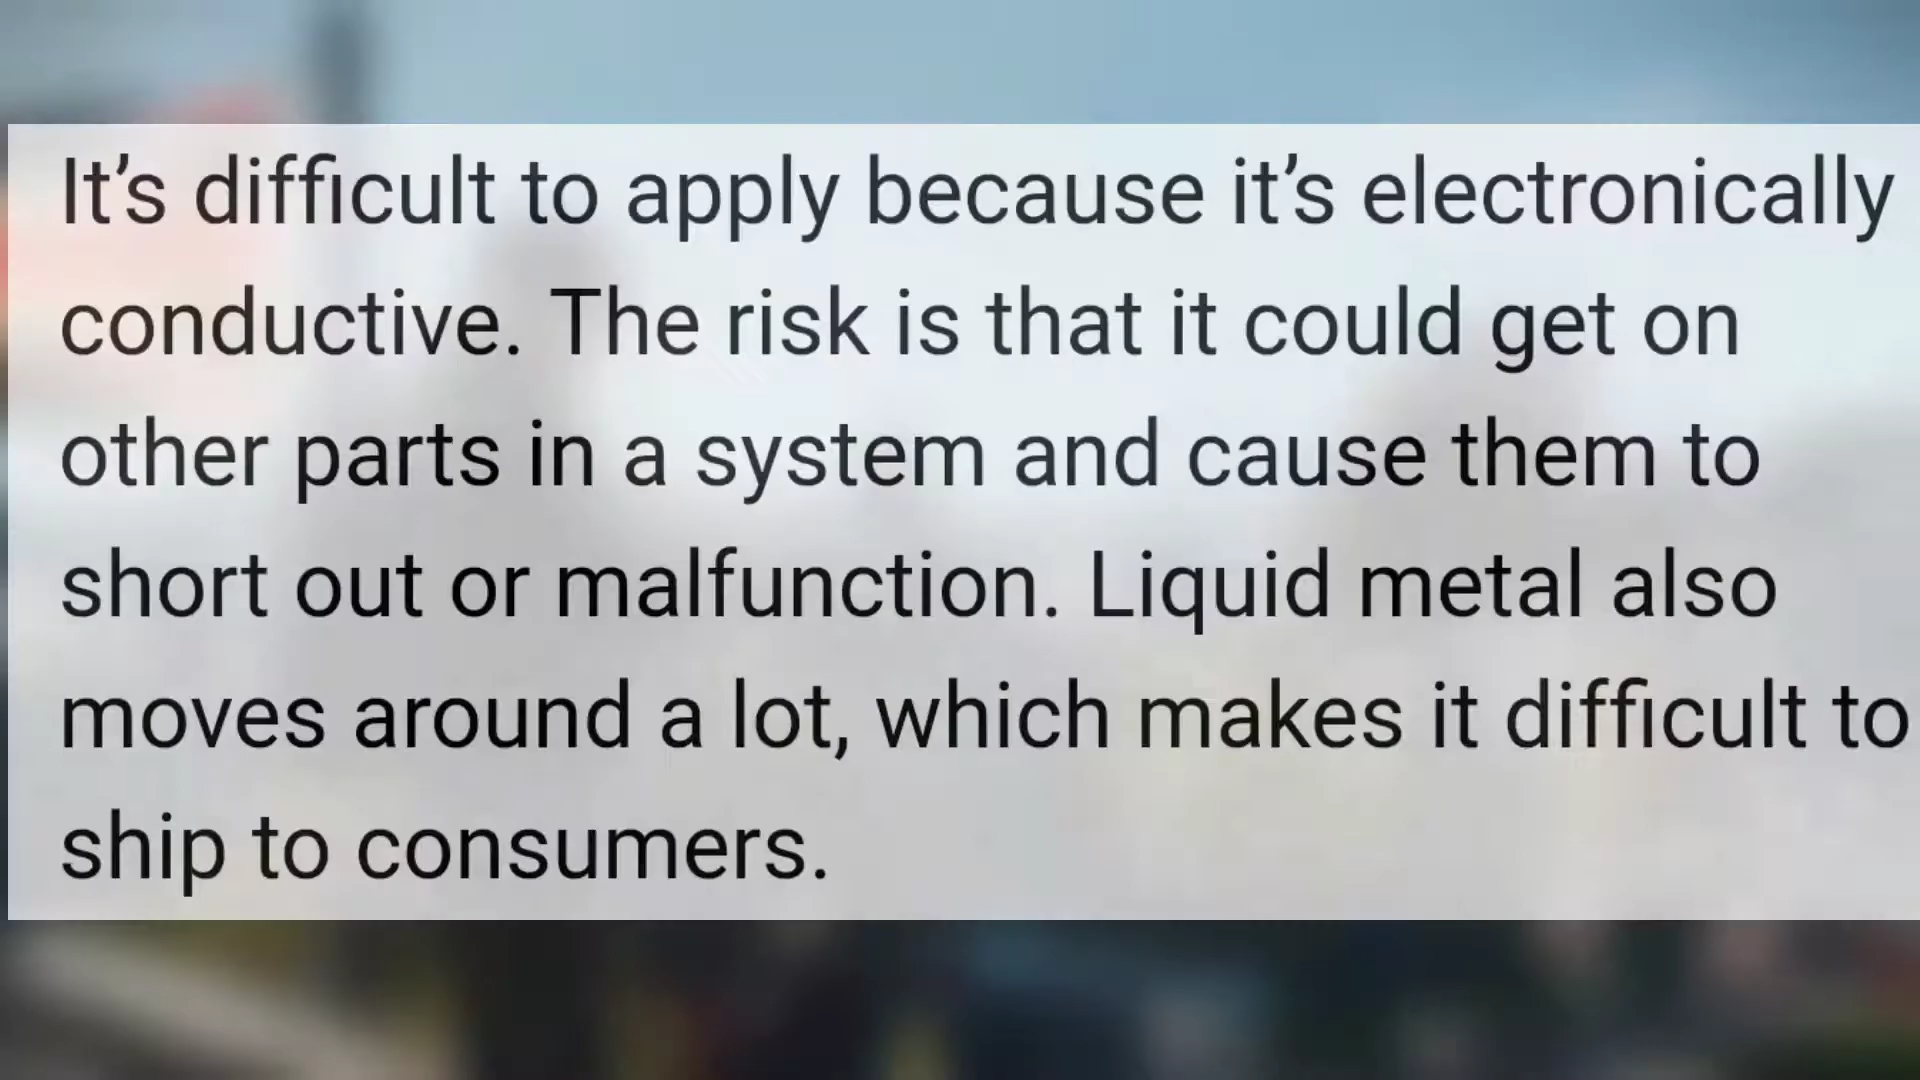 It’s difficult to apply because it’s electronically
conductive. The risk is that it could get on
other parts in a system and cause them to
short out or malfunction. Liquid metal also
moves around a lot, which makes it difficult to
ship to consumers.